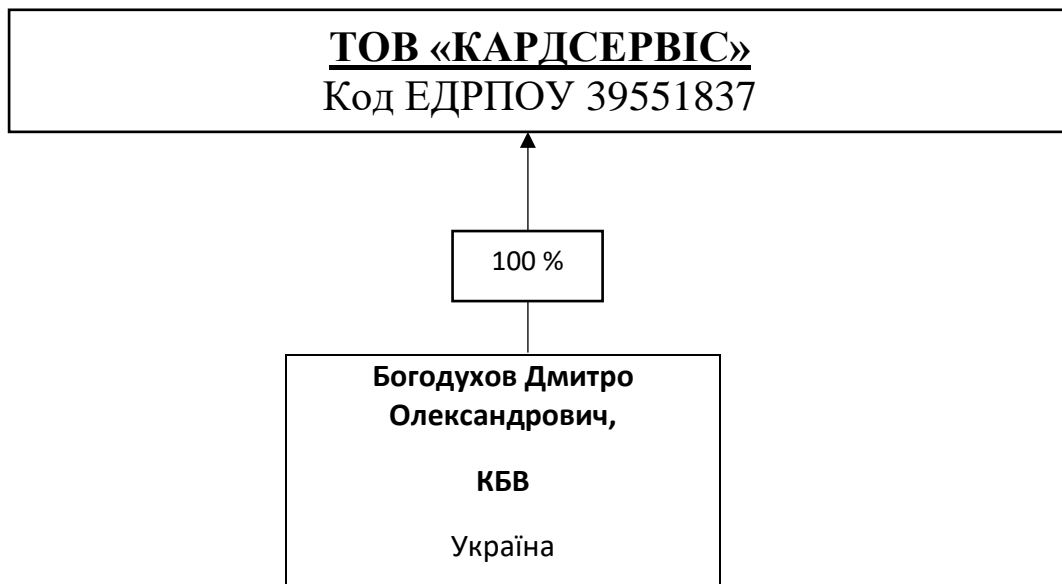 ТОВ «КАРДСЕРВІС»
Код ЕДРПОУ 39551837
100 %
Богодухов Дмитро
Олександрович,
КБВ
Україна